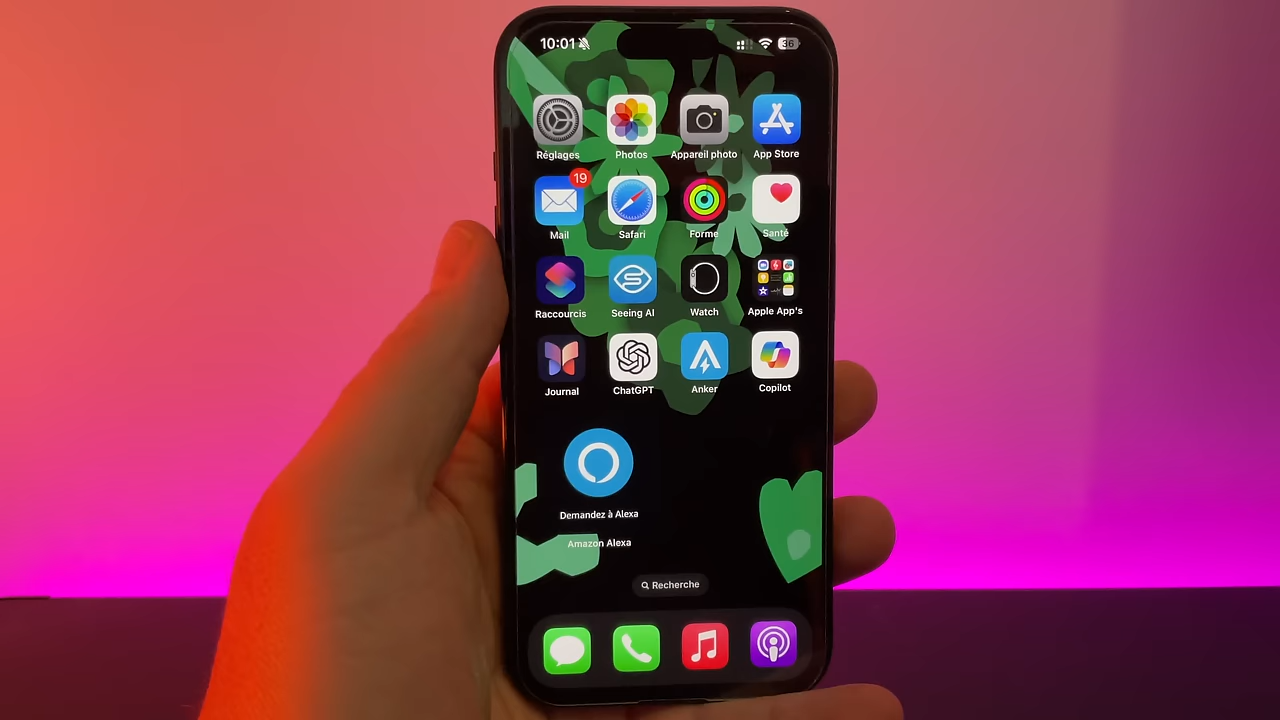 10:01
36
Réglages
Photos
Appareil photo
App Store
19
Mail
Safari
Forme
Santé
Raccourcis
Seeing AI
Watch
Apple App's
Journal
ChatGPT
Anker
Copilot
Demandez à Alexa
Amazon Alexa
Recherche